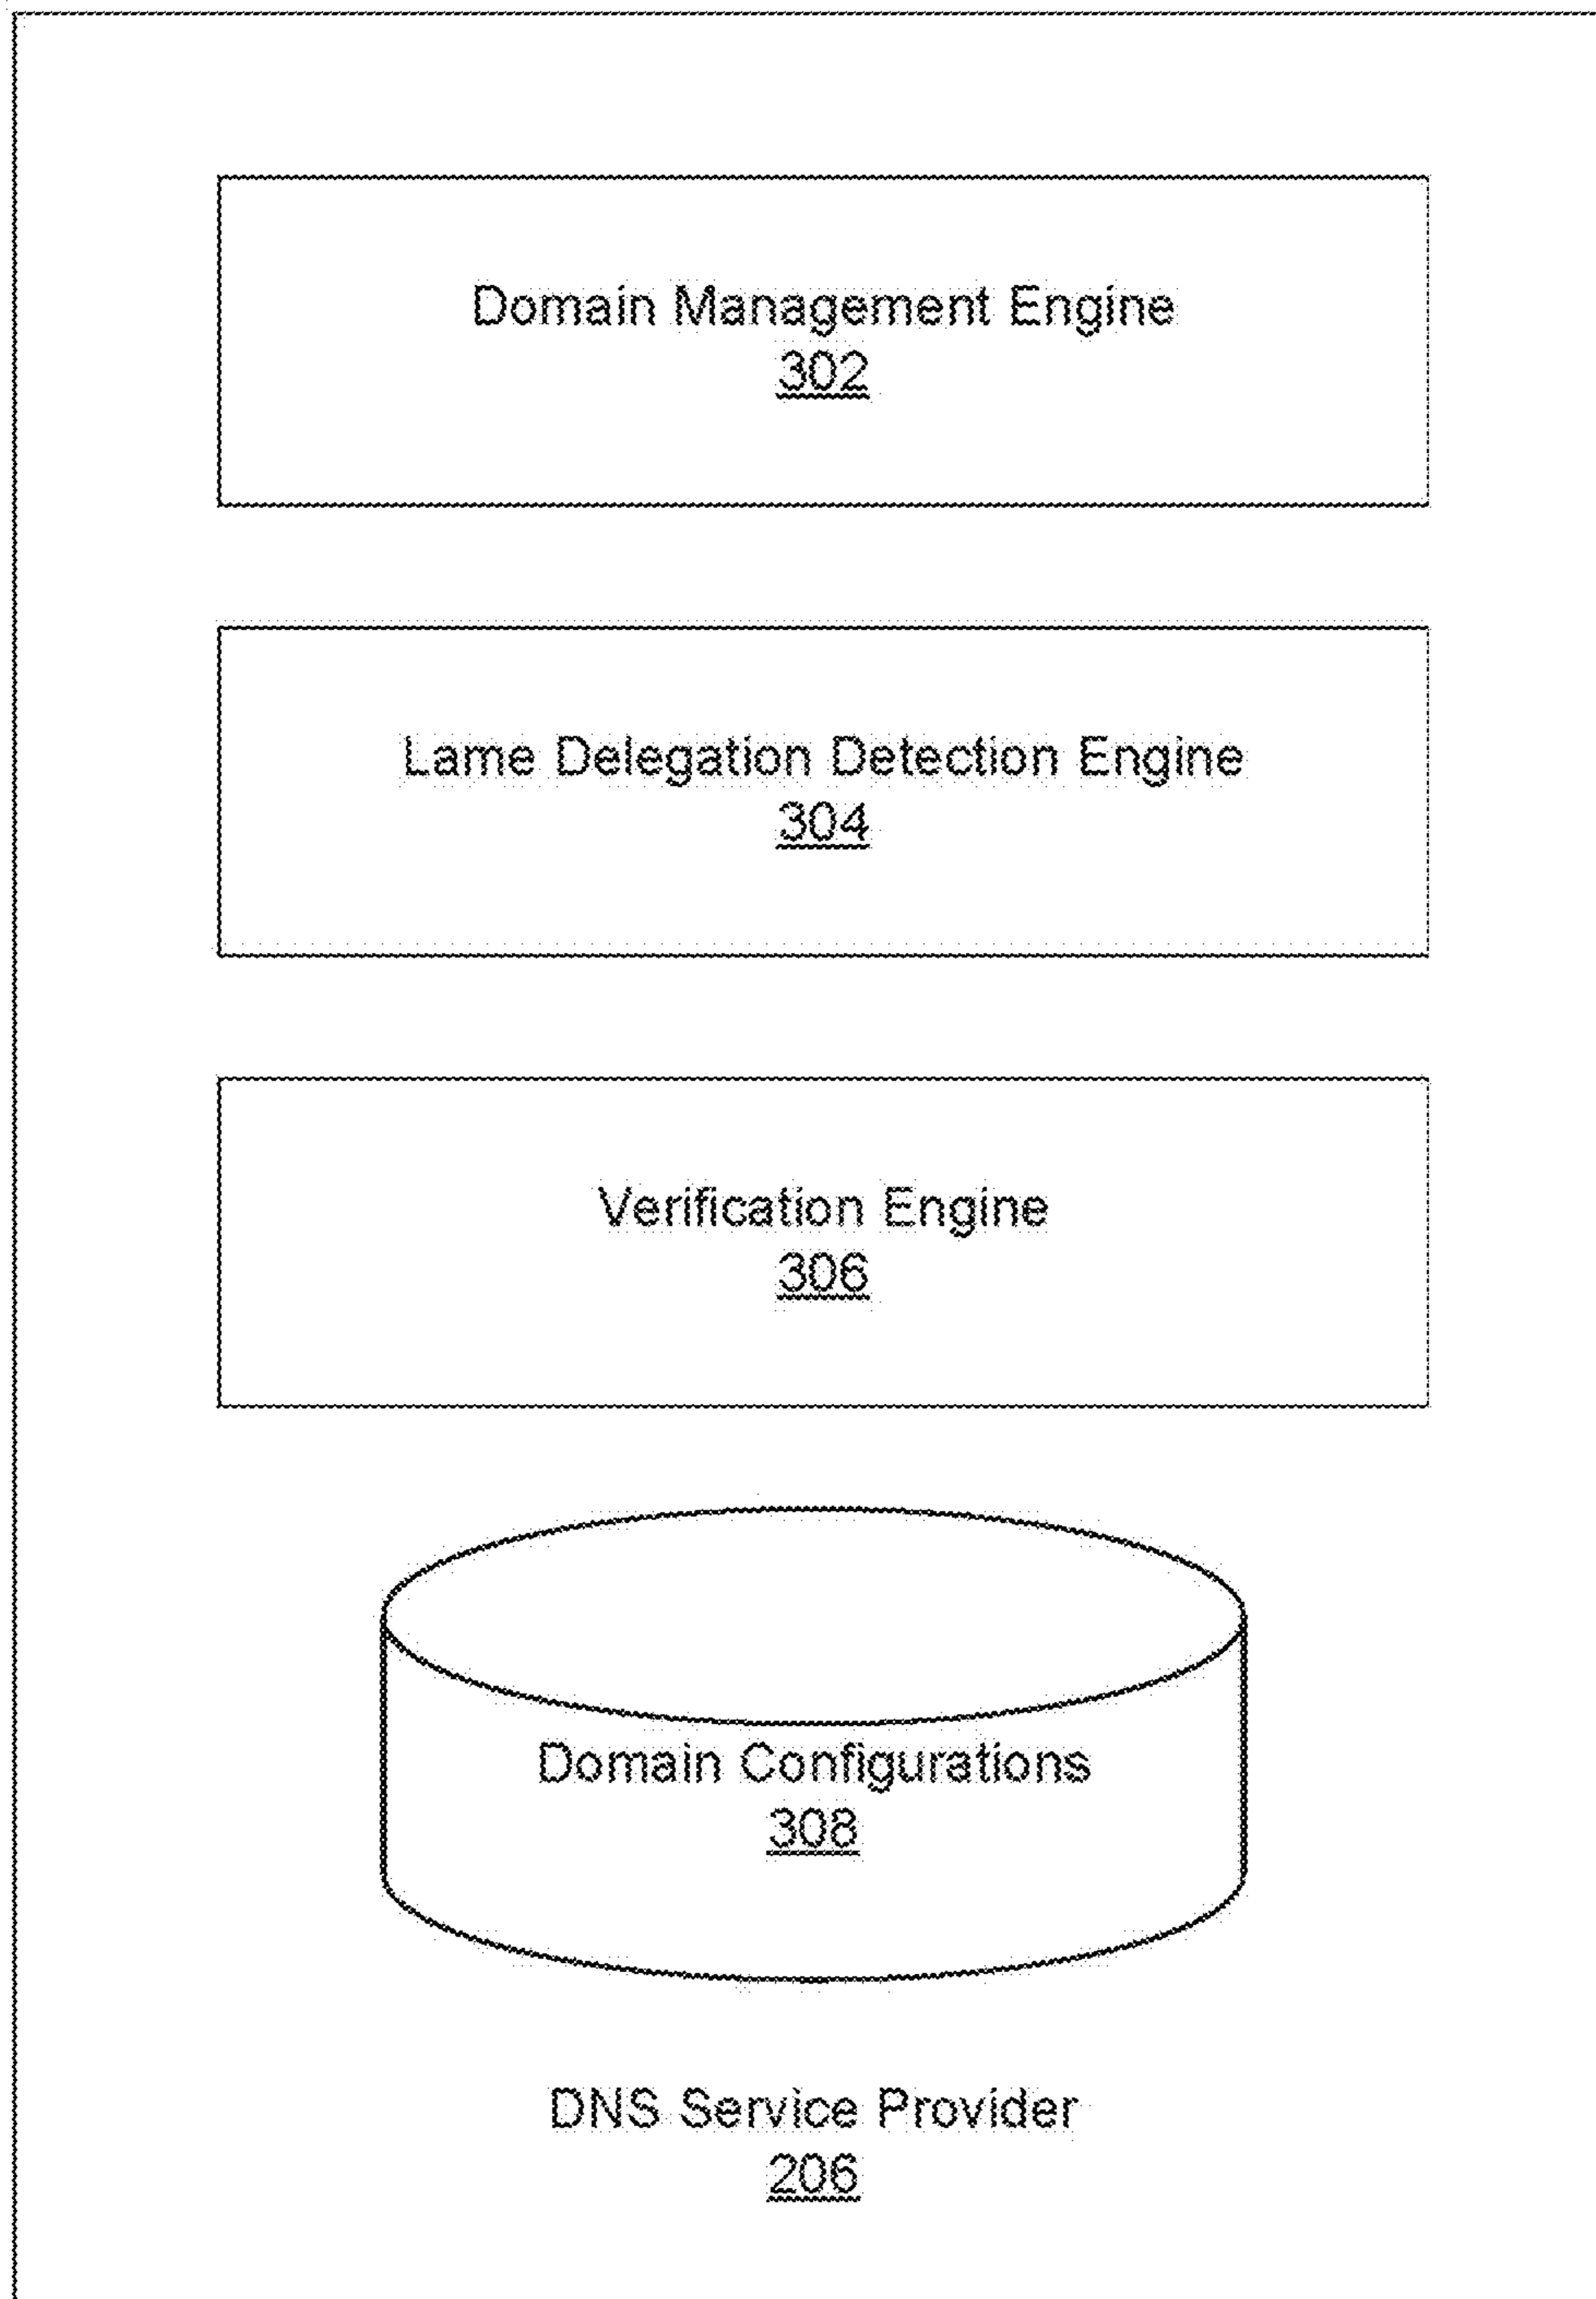 Domain Management Engine
302
Lame Delegation Detection Engine
304
Verification Engine
306
Domain Configurations
308
DNS Service Provider
206